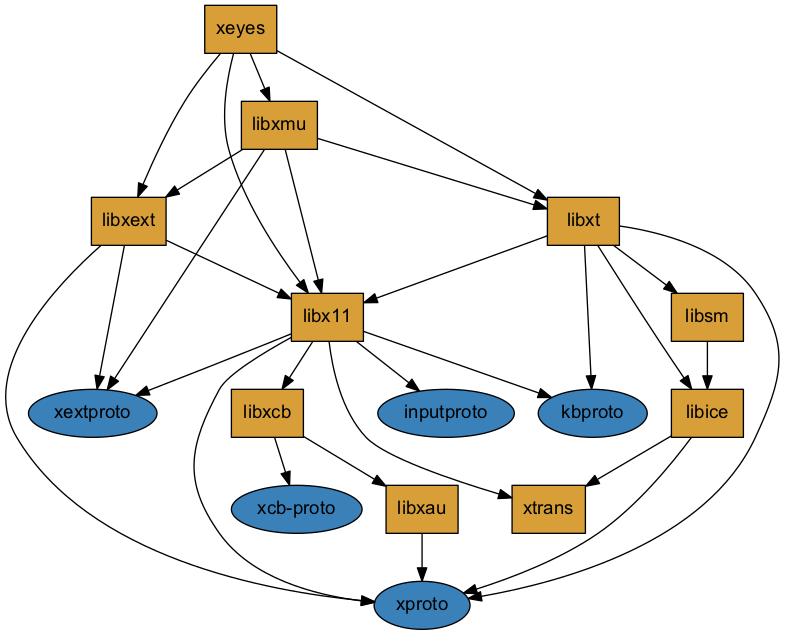 xeyes
libxmu
libxext
libxt
libx11
libsm
xextproto
libxcb
inputproto
kbproto
libice
xcb-proto
libxau
xtrans
xproto